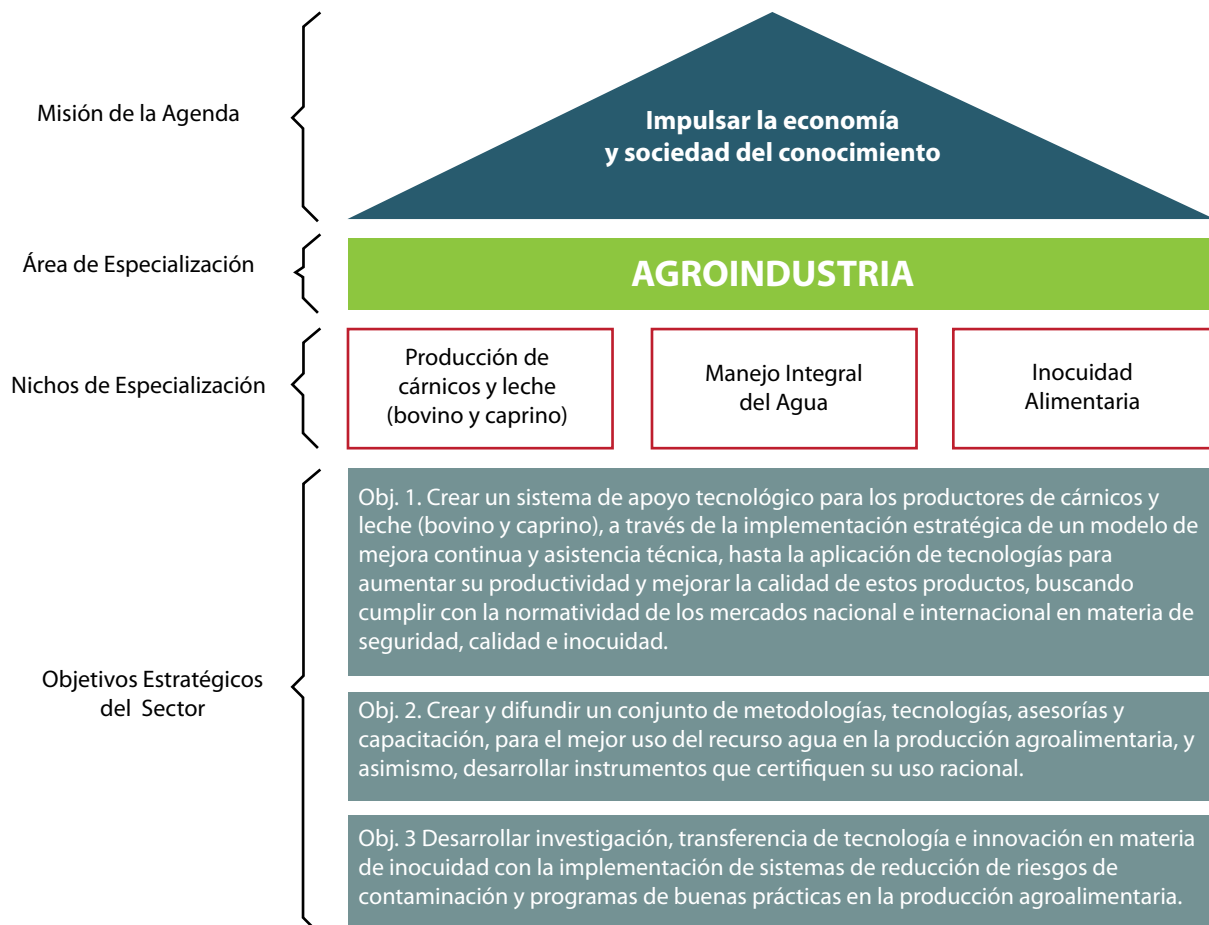 Misión de la Agenda
Impulsar la economía
y sociedad del conocimiento
Área de Especialización
AGROINDUSTRIA
Nichos de Especialización
Producción de
cárnicos y leche
(bovino y caprino)
Manejo Integral
del Agua
Inocuidad
Alimentaria
Objetivos Estratégicos
del Sector
Obj. 1. Crear un sistema de apoyo tecnológico para los productores de cárnicos y
leche (bovino y caprino), a través de la implementación estratégica de un modelo de
mejora continua y asistencia técnica, hasta la aplicación de tecnologías para
aumentar su productividad y mejorar la calidad de estos productos, buscando
cumplir con la normatividad de los mercados nacional e internacional en materia de
seguridad, calidad e inocuidad.
Obj. 2. Crear y difundir un conjunto de metodologías, tecnologías, asesorías y
capacitación, para el mejor uso del recurso agua en la producción agroalimentaria, y
asimismo, desarrollar instrumentos que certifiquen su uso racional.
Obj. 3 Desarrollar investigación, transferencia de tecnología e innovación en materia
de inocuidad con la implementación de sistemas de reducción de riesgos de
contaminación y programas de buenas prácticas en la producción agroalimentaria.